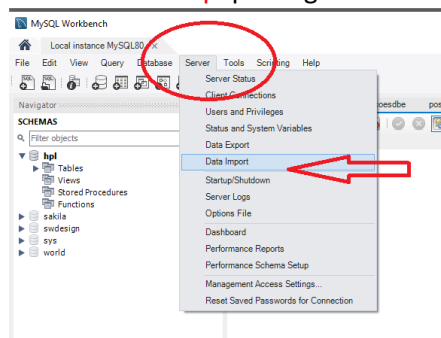 MySQL Workbench
Local instance MySQL80
File Edit View Query Database Server Tools Scripting Help
Navigator
SCHEMAS
Filter objects
hpl
Tables
Views
Stored Procedures
Functions
sakila
swdesign
sys
world
Server Status
Client Connections
Users and Privileges
Status and System Variables
Data Export
Data Import
Startup/Shutdown
Server Logs
Options File
Dashboard
Performance Reports
Performance Schema Setup
Management Access Settings...
Reset Saved Passwords for Connection
oesdbe pos